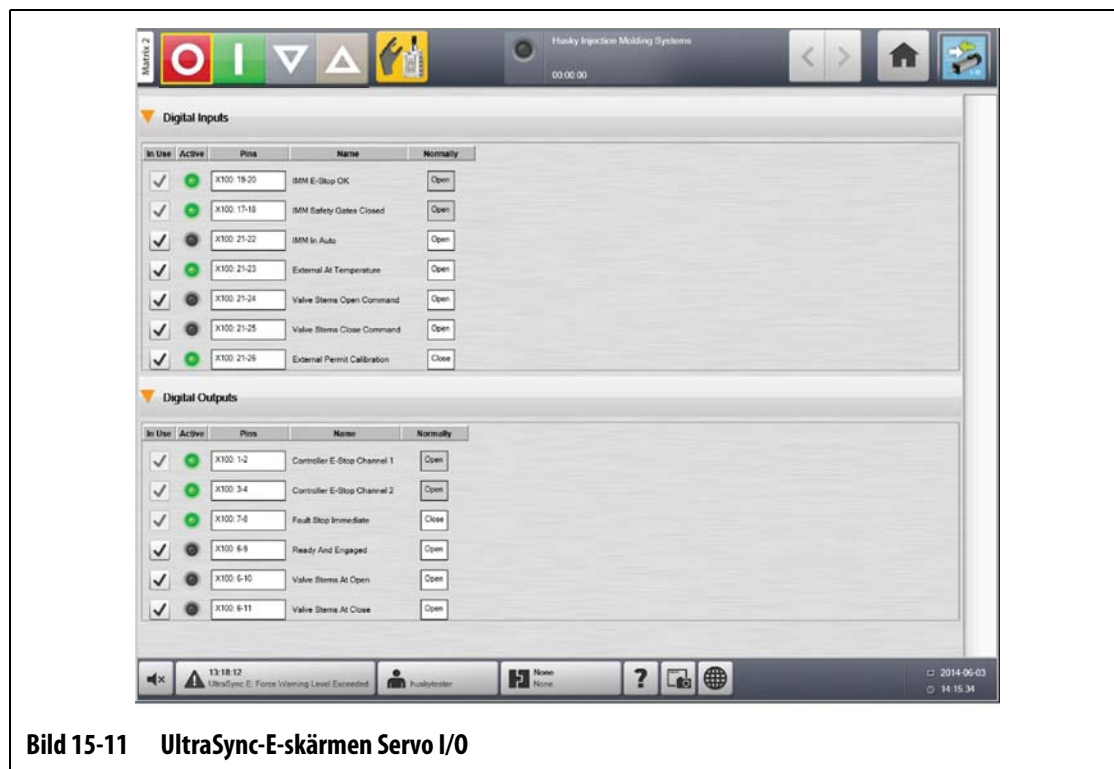 Matrix 2
Husky Injection Molding Systems
00:00:00
I O
Digital Inputs
In Use Active Pins Name Normally
X100: 19-20 IMM E-Stop OK Open
X100: 17-18 IMM Safety Gates Closed Open
X100: 21-22 IMM In Auto Open
X100: 21-23 External At Temperature Open
X100: 21-24 Valve Stems Open Command Open
X100: 21-25 Valve Stems Close Command Open
X100: 21-26 External Permit Calibration Close
Digital Outputs
In Use Active Pins Name Normally
X100: 1-2 Controller E-Stop Channel 1 Open
X100: 3-4 Controller E-Stop Channel 2 Open
X100: 7-8 Fault Stop Immediate Close
X100: 6-9 Ready And Engaged Open
X100: 6-10 Valve Stems At Open Open
X100: 6-11 Valve Stems At Close Open
13:18:12
UltraSync E: Force Warning Level Exceeded
huskytester
None
None
?
2014-06-03
14:15:34
Bild 15-11 UltraSync-E-skärmen Servo I/O